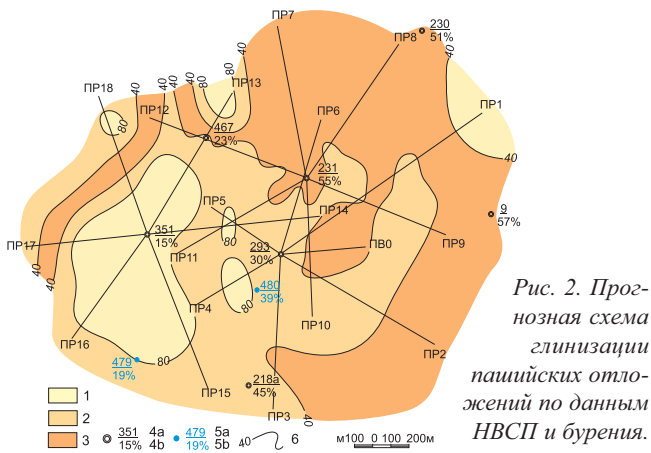 ПР7
230
51%
ПР8
40
40
80
80
ПР13
ПР18
40
40
ПР12
ПР6
ПР1
80
467
23%
40
231
55%
ПР5
ПР14
9
57%
351
15%
80
293
30%
ПВ0
ПР17
ПР11
ПР9
40
40
480
39%
ПР4
80
ПР10
ПР16
ПР2
479
19%
80
218а
45%
ПР15
ПР3
40
Рис. 2. Прог-
нозная схема
глинизации
пашийских отло-
жений по данным
НВСП и бурения.
1
2
3
351
15%
4а
4b
479
19%
5а
5b
40
6
м100 0 100 200м